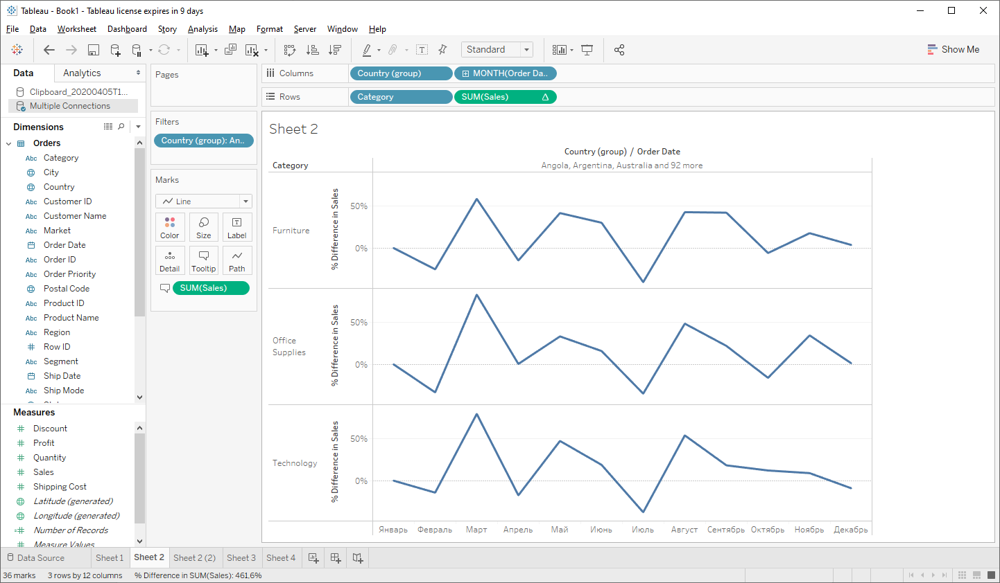 Tableau - Book1 - Tableau license expires in 9 days
File Data Worksheet Dashboard Story Analysis Map Format Server Window Help
Standard
Show Me
Data
Analytics
Clipboard_20200405T1...
Multiple Connections
Dimensions
Orders
Abc Category
City
Country
Abc Customer ID
Abc Customer Name
Abc Market
Order Date
Abc Order ID
Abc Order Priority
Postal Code
Abc Product ID
Abc Product Name
Abc Region
Row ID
Abc Segment
Ship Date
Abc Ship Mode
Measures
Discount
Profit
Quantity
Sales
Shipping Cost
Latitude (generated)
Longitude (generated)
Number of Records
Measure Values
Pages
Filters
Country (group): An..
Marks
Line
Color
Size
Label
Detail
Tooltip
Path
SUM(Sales)
Columns
Country (group)
MONTH(Order Da..
Rows
Category
SUM(Sales)
Sheet 2
Country (group) / Order Date
Category
Angola, Argentina, Australia and 92 more
Furniture
% Difference in Sales
50%
0%
Office
Supplies
% Difference in Sales
50%
0%
Technology
% Difference in Sales
50%
0%
Январь Февраль Март Апрель Май Июнь Июль Август Сентябрь Октябрь Ноябрь Декабрь
Data Source
Sheet 1
Sheet 2
Sheet 2 (2)
Sheet 3
Sheet 4
36 marks
3 rows by 12 columns
% Difference in SUM(Sales): 461,6%